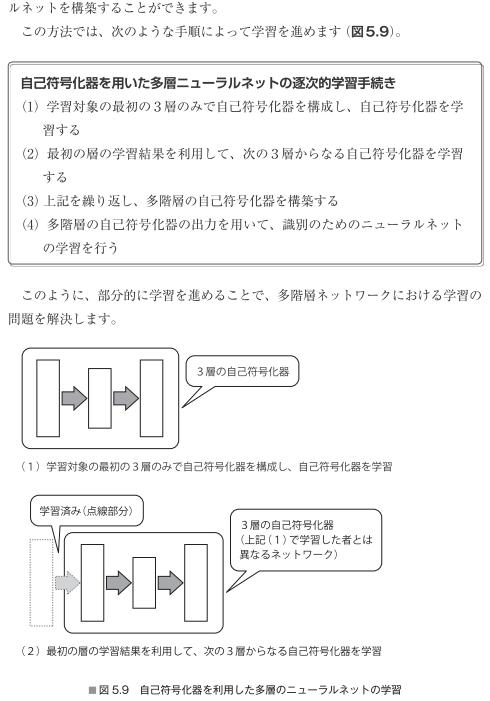 ルネットを構築することができます。
この方法では、次のような手順によって学習を進めます（図5.9）。
自己符号化器を用いた多層ニューラルネットの逐次的学習手続き
（1）学習対象の最初の３層のみで自己符号化器を構成し、自己符号化器を学
習する
（2）最初の層の学習結果を利用して、次の３層からなる自己符号化器を学習
する
（3）上記を繰り返し、多階層の自己符号化器を構築する
（4）多階層の自己符号化器の出力を用いて、識別のためのニューラルネット
の学習を行う
このように、部分的に学習を進めることで、多階層ネットワークにおける学習の
問題を解決します。
３層の自己符号化器
（１）学習対象の最初の３層のみで自己符号化器を構成し、自己符号化器を学習
学習済み（点線部分）
３層の自己符号化器
（上記（１）で学習した者とは
異なるネットワーク）
（２）最初の層の学習結果を利用して、次の３層からなる自己符号化器を学習
■図 5.9　自己符号化器を利用した多層のニューラルネットの学習